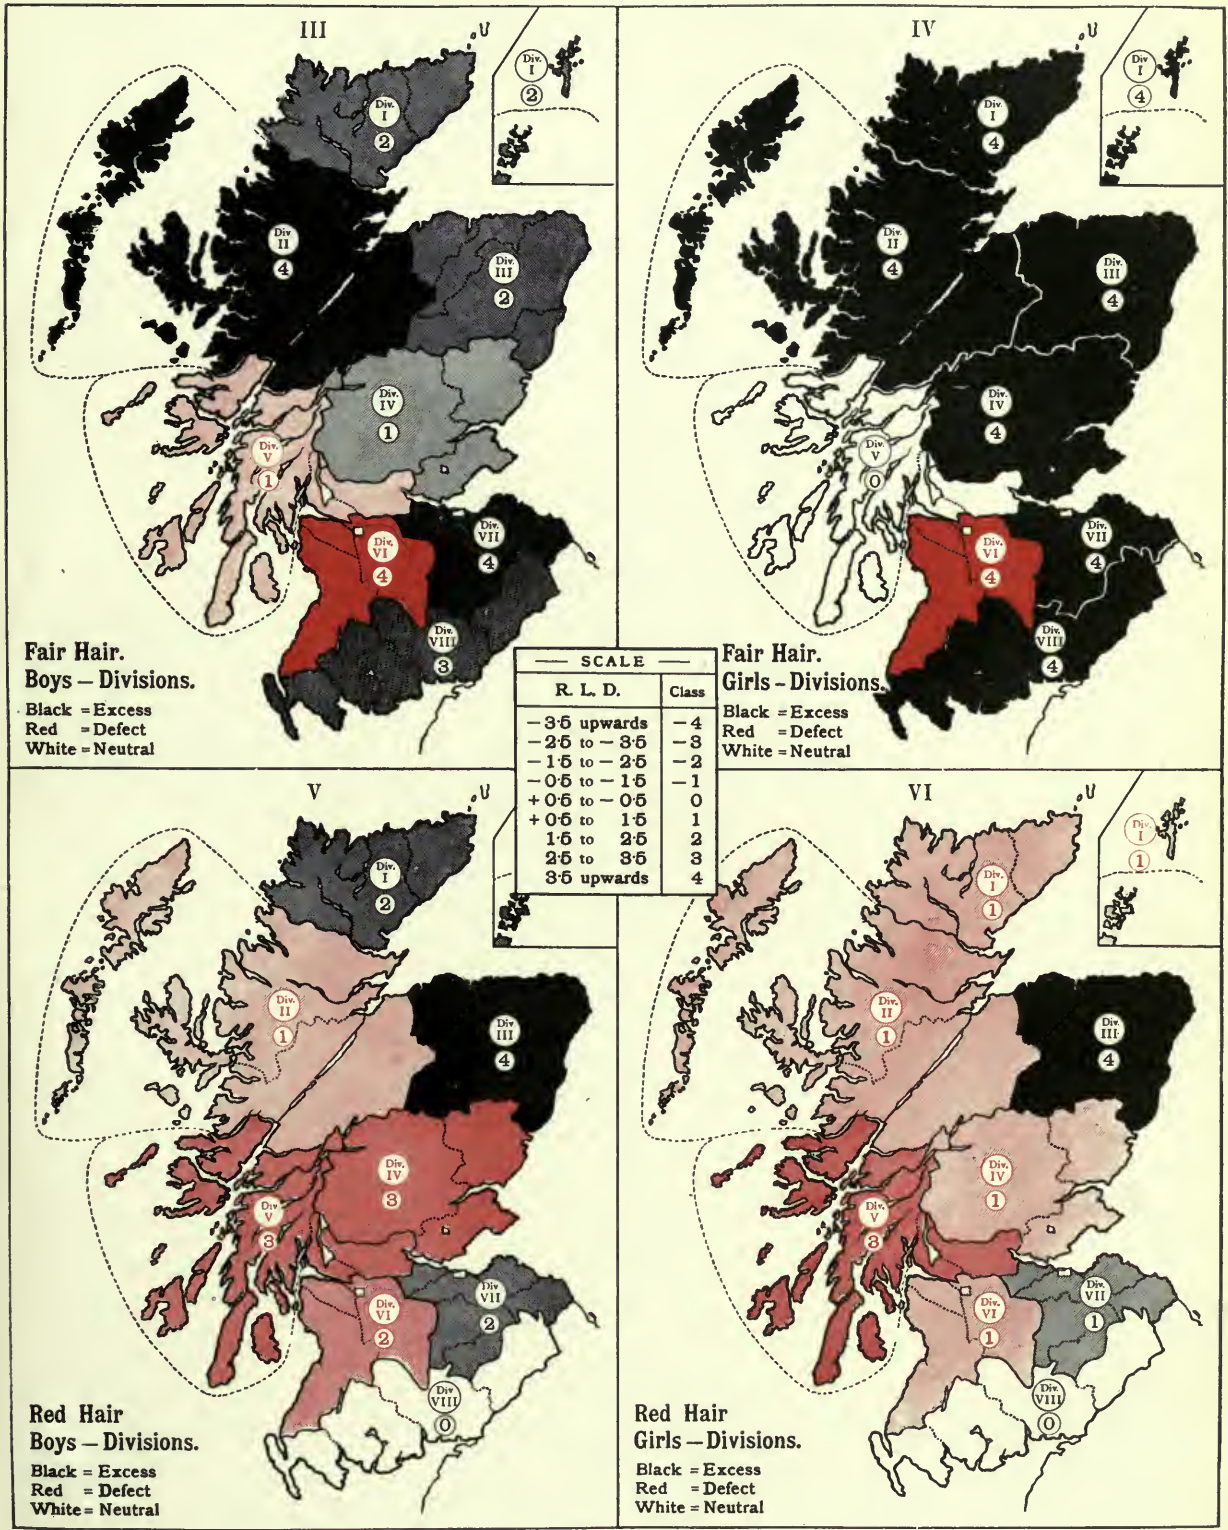 III
Div.
I
2
Div.
I
2
Div
II
4
Div.
III
2
Div.
IV
1
Div.
V
1
Div.
VI
4
Div.
VII
4
Div.
VIII
3
Fair Hair.
Boys – Divisions.
Black = Excess
Red = Defect
White = Neutral
IV
Div
I
4
Div.
I
4
Div.
II
4
Div.
III
4
Div.
IV
4
Div.
V
0
Div.
VI
4
Div.
VII
4
Div.
VIII
4
Fair Hair.
Girls – Divisions.
Black = Excess
Red = Defect
White = Neutral
SCALE
R. L. D. Class
−3·5 upwards −4
−2·5 to −3·5 −3
−1·5 to −2·5 −2
−0·5 to −1·5 −1
+0·5 to −0·5 0
+0·5 to 1·5 1
1·5 to 2·5 2
2·5 to 3·5 3
3·5 upwards 4
V
Div.
I
2
Div.
II
1
Div
III
4
Div.
IV
3
Div
V
3
Div.
VI
2
Div
VII
2
Div
VIII
0
Red Hair
Boys – Divisions.
Black = Excess
Red = Defect
White = Neutral
VI
Div.
I
1
Div.
I
1
Div.
II
1
Div.
III
4
Div.
IV
1
Div.
V
3
Div.
VI
1
Div.
VII
1
Div
VIII
0
Red Hair
Girls – Divisions.
Black = Excess
Red = Defect
White = Neutral